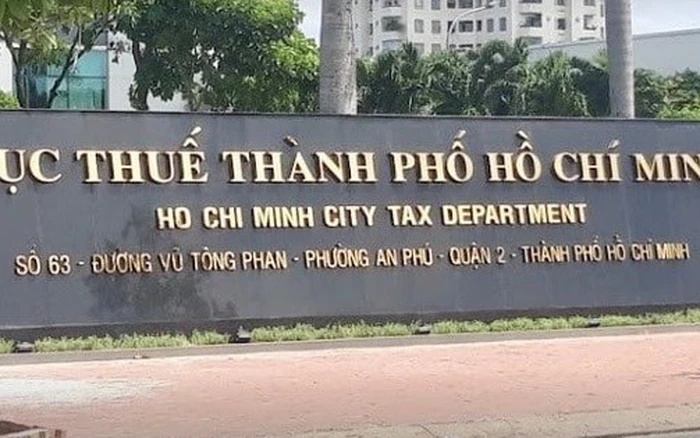 ỤC THUẾ THÀNH PHỐ HỒ CHÍ MIN
HO CHI MINH CITY TAX DEPARTMENT
SỐ 63 - ĐƯỜNG VŨ TÔNG PHAN - PHƯỜNG AN PHÚ - QUẬN 2 - THÀNH PHỐ HỒ CHÍ MINH